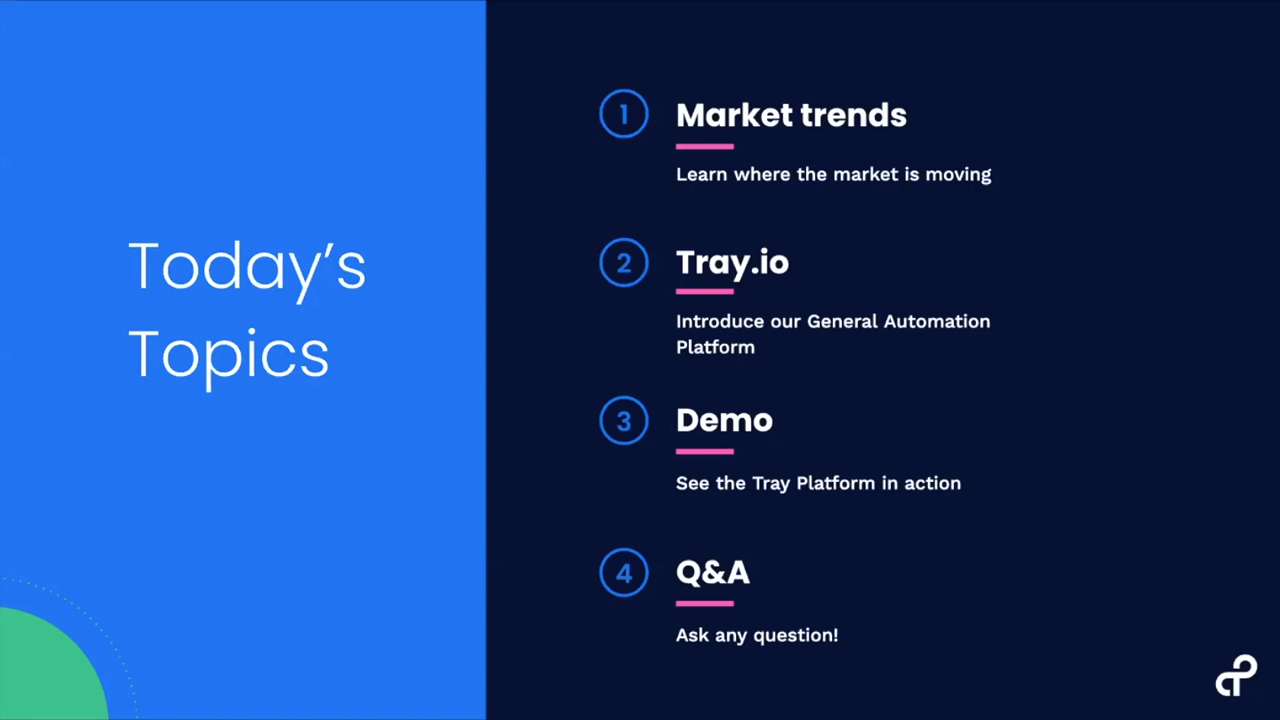 Today's
Topics
1
Market trends
Learn where the market is moving
2
Tray.io
Introduce our General Automation
Platform
3
Demo
See the Tray Platform in action
4
Q&A
Ask any question!